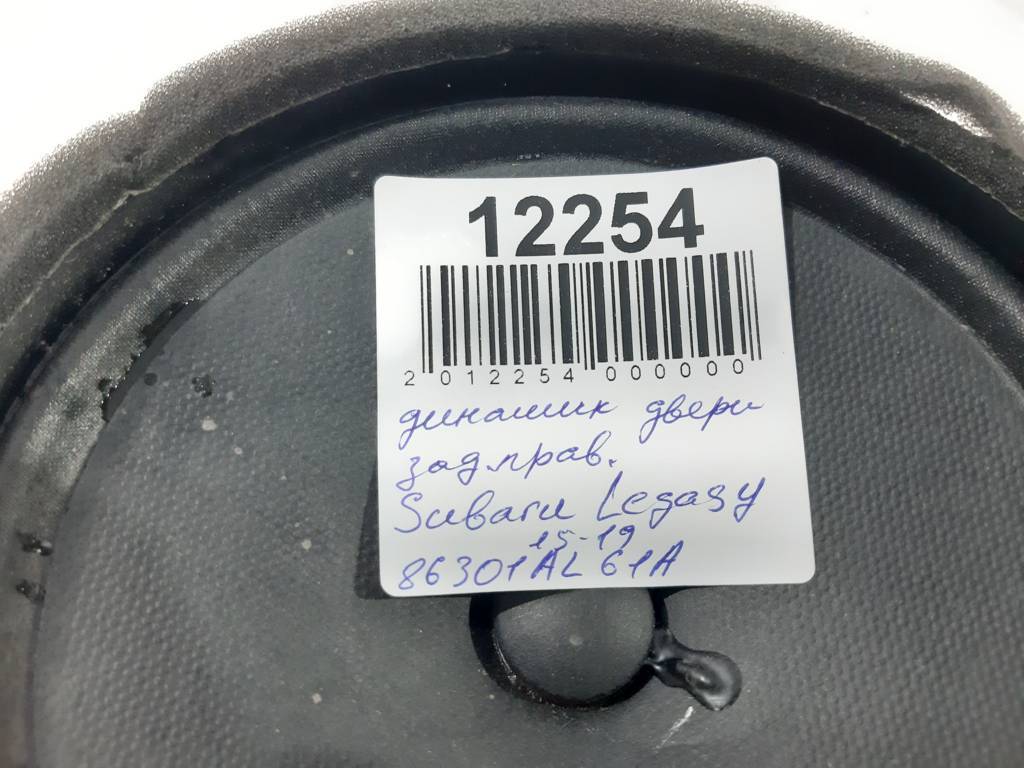 12254
2 012254 000000
динамик двери
зад.прав.
Subaru Legasy
15-19
86301AL61A